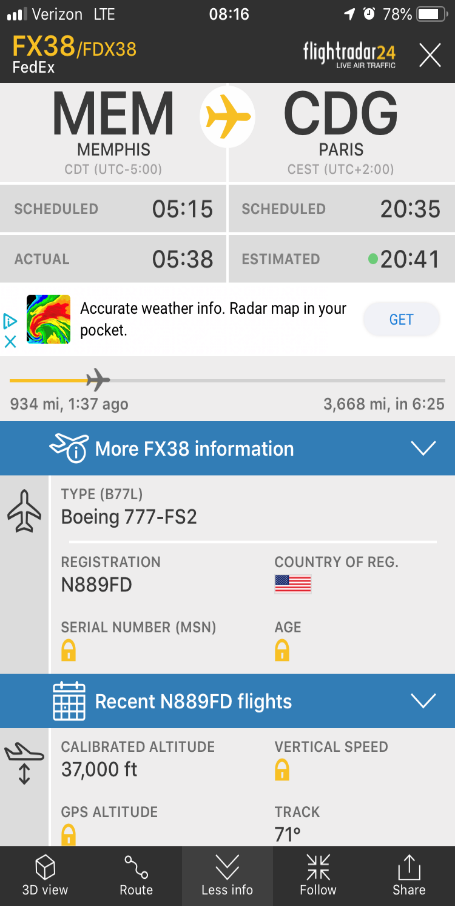 Verizon LTE 08:16 78%
FX38/FDX38
FedEx
flightradar24
LIVE AIR TRAFFIC
MEM CDG
MEMPHIS PARIS
CDT (UTC-5:00) CEST (UTC+2:00)
SCHEDULED 05:15 SCHEDULED 20:35
ACTUAL 05:38 ESTIMATED 20:41
Accurate weather info. Radar map in your
pocket.
GET
934 mi, 1:37 ago 3,668 mi, in 6:25
More FX38 information
TYPE (B77L)
Boeing 777-FS2
REGISTRATION COUNTRY OF REG.
N889FD
SERIAL NUMBER (MSN) AGE
Recent N889FD flights
CALIBRATED ALTITUDE VERTICAL SPEED
37,000 ft
GPS ALTITUDE TRACK
71°
3D view Route Less info Follow Share